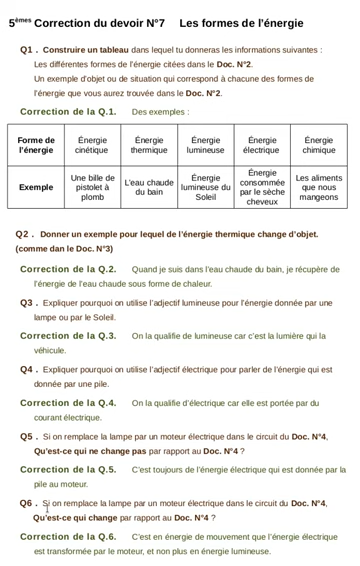 5èmes Correction du devoir N°7 Les formes de l'énergie
Q1 . Construire un tableau dans lequel tu donneras les informations suivantes :
Les différentes formes de l'énergie citées dans le Doc. N°2.
Un exemple d'objet ou de situation qui correspond à chacune des formes de
l'énergie que vous aurez trouvée dans le Doc. N°2.
Correction de la Q.1. Des exemples :
Forme de l'énergie Énergie cinétique Énergie thermique Énergie lumineuse Énergie électrique Énergie chimique
Exemple Une bille de pistolet à plomb L'eau chaude du bain Énergie lumineuse du Soleil Énergie consommée par le sèche cheveux Les aliments que nous mangeons
Q2 . Donner un exemple pour lequel de l'énergie thermique change d'objet.
(comme dan le Doc. N°3)
Correction de la Q.2. Quand je suis dans l'eau chaude du bain, je récupère de
l'énergie de l'eau chaude sous forme de chaleur.
Q3 . Expliquer pourquoi on utilise l'adjectif lumineuse pour l'énergie donnée par une
lampe ou par le Soleil.
Correction de la Q.3. On la qualifie de lumineuse car c'est la lumière qui la
véhicule.
Q4 . Expliquer pourquoi on utilise l'adjectif électrique pour parler de l'énergie qui est
donnée par une pile.
Correction de la Q.4. On la qualifie d'électrique car elle est portée par du
courant électrique.
Q5 . Si on remplace la lampe par un moteur électrique dans le circuit du Doc. N°4,
Qu'est-ce qui ne change pas par rapport au Doc. N°4 ?
Correction de la Q.5. C'est toujours de l'énergie électrique qui est donnée par la
pile au moteur.
Q6 . Si on remplace la lampe par un moteur électrique dans le circuit du Doc. N°4,
Qu'est-ce qui change par rapport au Doc. N°4 ?
Correction de la Q.6. C'est en énergie de mouvement que l'énergie électrique
est transformée par le moteur, et non plus en énergie lumineuse.